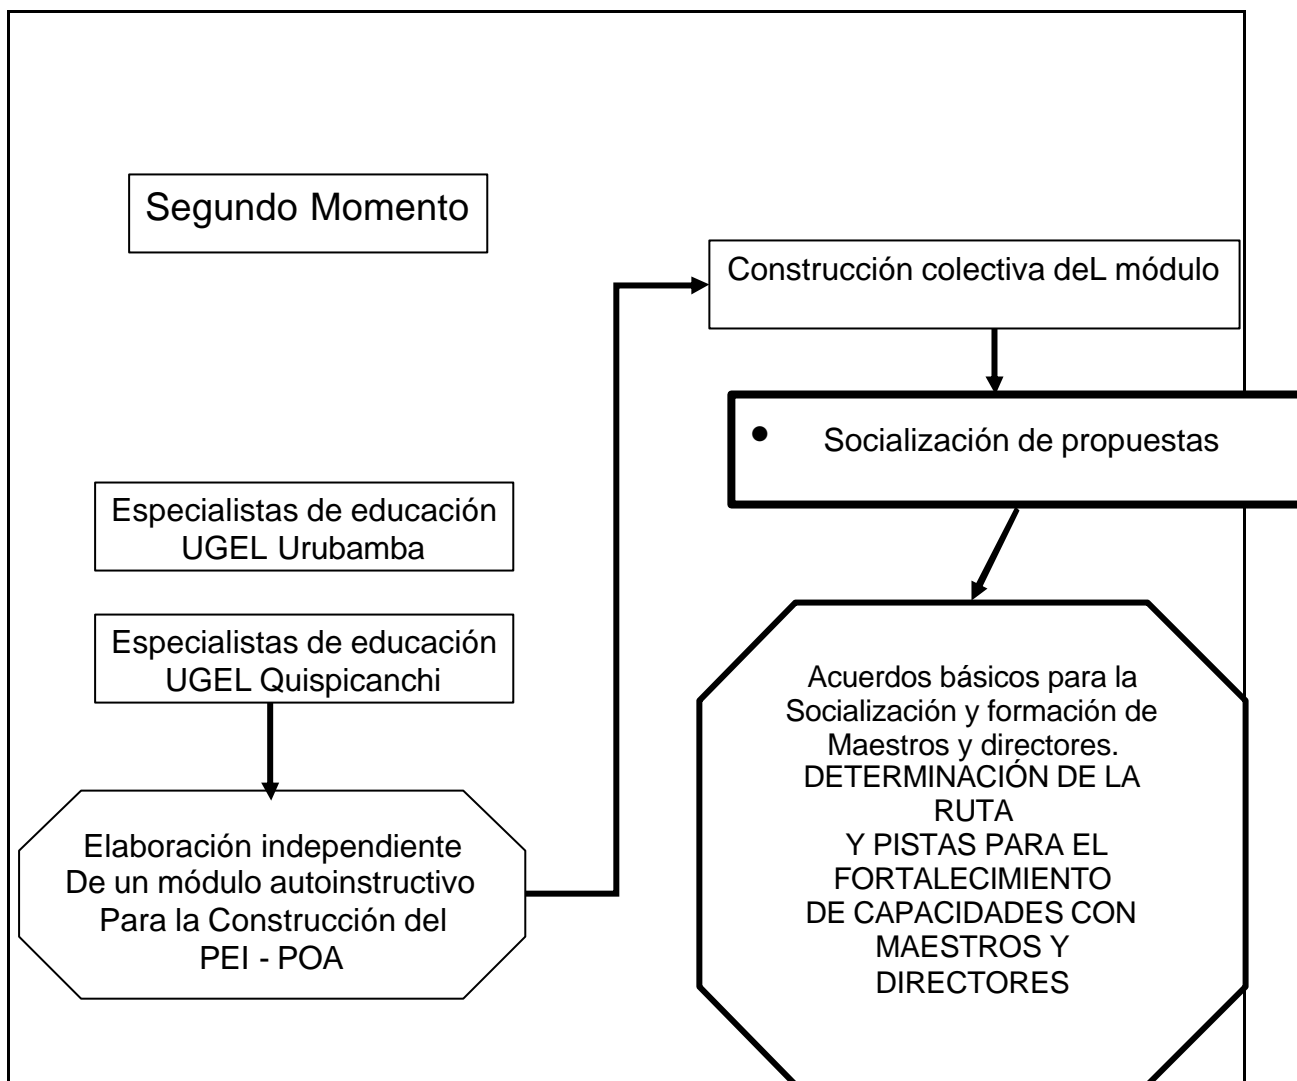 Segundo Momento
Especialistas de educación
UGEL Urubamba
Especialistas de educación
UGEL Quispicanchi
Elaboración independiente
De un módulo autoinstructivo
Para la Construcción del
PEI - POA
Construcción colectiva deL módulo
• Socialización de propuestas
Acuerdos básicos para la
Socialización y formación de
Maestros y directores.
DETERMINACIÓN DE LA
RUTA
Y PISTAS PARA EL
FORTALECIMIENTO
DE CAPACIDADES CON
MAESTROS Y
DIRECTORES